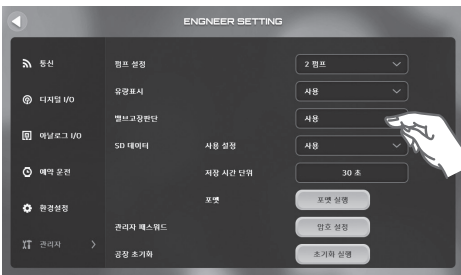 ENGNEER SETTING
통신
디지털 I/O
아날로그 I/O
예약 운전
환경설정
관리자
펌프 설정 2 펌프
유량표시 사용
밸브고장판단 사용
SD 데이터 사용 설정 사용
저장 시간 단위 30 초
포맷 포맷 실행
관리자 패스워드 암호 설정
공장 초기화 초기화 실행